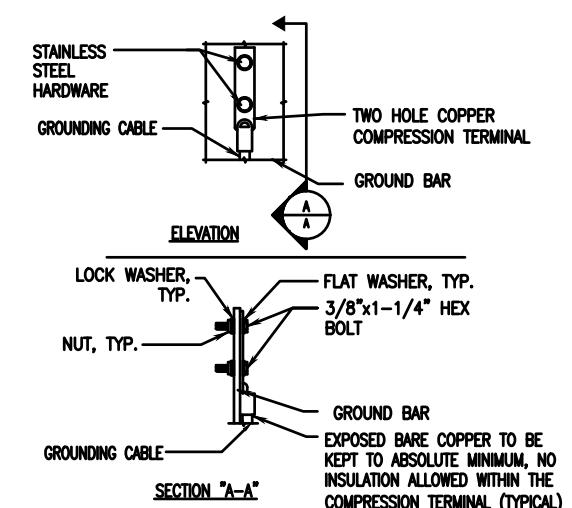 STAINLESS
STEEL
HARDWARE
GROUNDING CABLE
TWO HOLE COPPER
COMPRESSION TERMINAL
GROUND BAR
A
A
ELEVATION
LOCK WASHER,
TYP.
FLAT WASHER, TYP.
3/8"x1-1/4" HEX
BOLT
NUT, TYP.
GROUND BAR
GROUNDING CABLE
EXPOSED BARE COPPER TO BE
KEPT TO ABSOLUTE MINIMUM, NO
INSULATION ALLOWED WITHIN THE
COMPRESSION TERMINAL (TYPICAL)
SECTION "A-A"